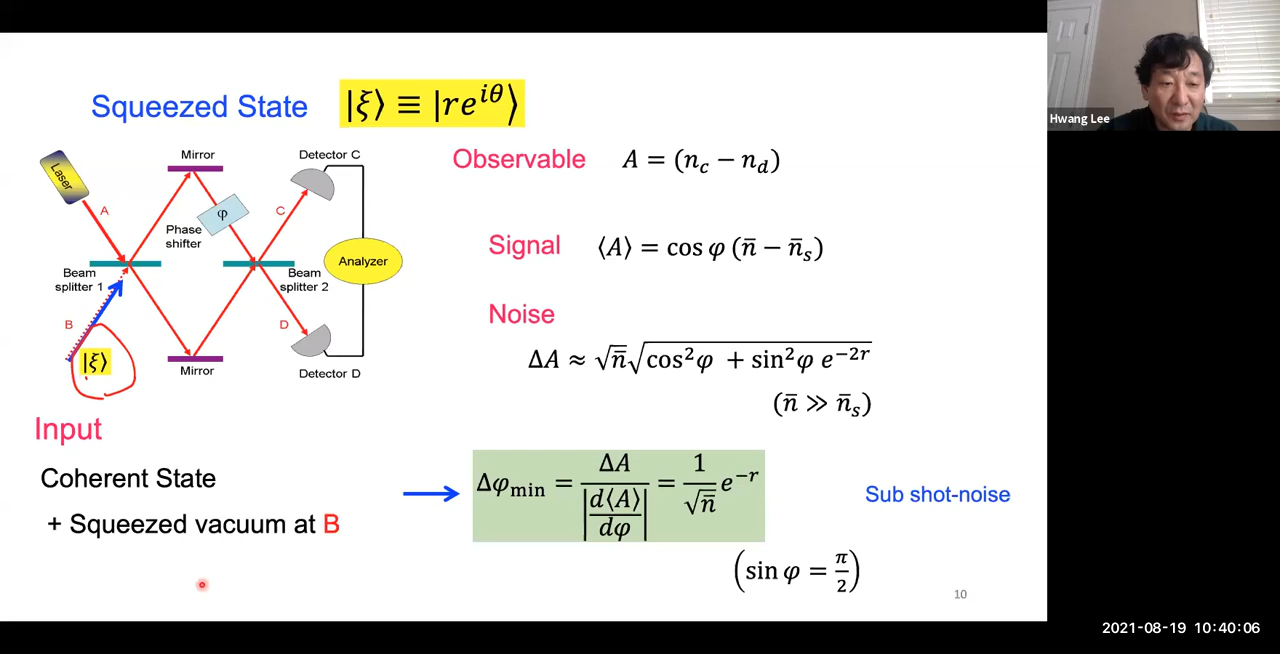 Squeezed State |ξ⟩ ≡ |re^{iθ}⟩
Hwang Lee
Laser
A
Mirror
φ
Phase
shifter
C
Detector C
Beam
splitter 1
Beam
splitter 2
Analyzer
B
|ξ⟩
D
Mirror
Detector D
Observable A = (n_c − n_d)
Signal ⟨A⟩ = cos φ (n̄ − n̄_s)
Noise
ΔA ≈ √n̄ √(cos²φ + sin²φ e^{−2r})
(n̄ ≫ n̄_s)
Input
Coherent State
+ Squeezed vacuum at B
Δφ_min = ΔA / |d⟨A⟩/dφ| = 1/√n̄ e^{−r}
Sub shot-noise
(sin φ = π/2)
10
2021-08-19 10:40:06